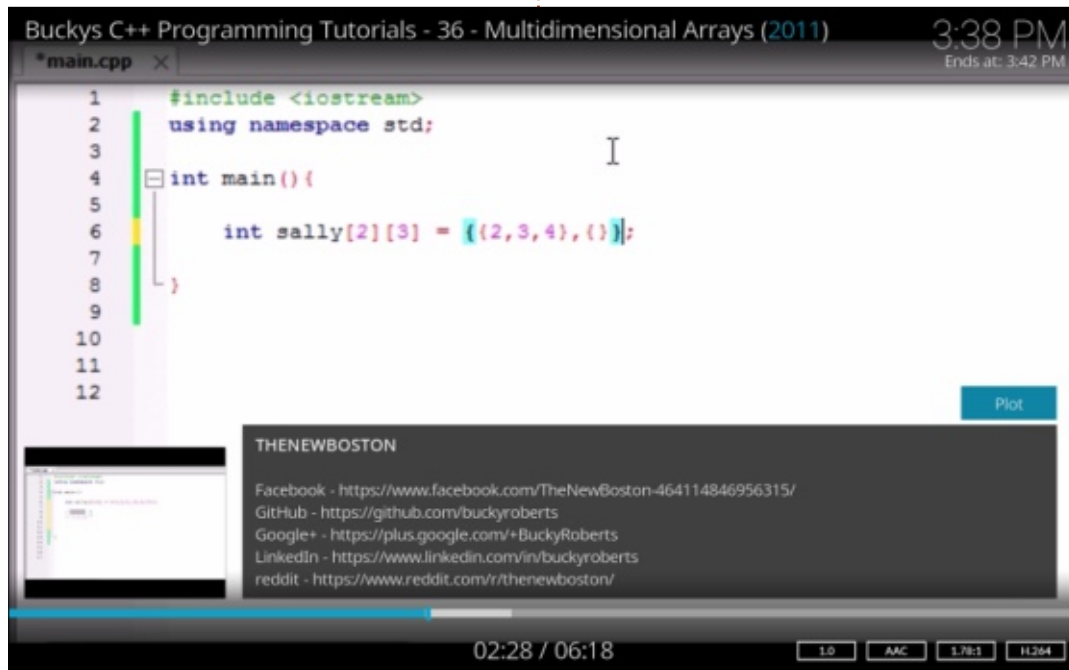 Buckys C++ Programming Tutorials - 36 - Multidimensional Arrays (2011)
3:38 PM
Ends at: 3:42 PM
*main.cpp
1 #include <iostream>
2 using namespace std;
3
4 int main(){
5
6 int sally[2][3] = {{2,3,4},{}};
7
8 }
9
10
11
12
Plot
THENEWBOSTON
Facebook - https://www.facebook.com/TheNewBoston-464114846956315/
GitHub - https://github.com/buckyroberts
Google+ - https://plus.google.com/+BuckyRoberts
LinkedIn - https://www.linkedin.com/in/buckyroberts
reddit - https://www.reddit.com/r/thenewboston/
02:28 / 06:18
1.0 AAC 1.78:1 H.264